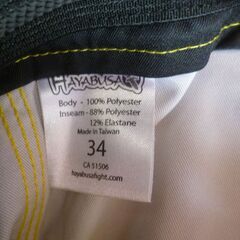 HAYABUSA
Body - 100% Polyester
Inseam - 88% Polyester
12% Elastane
Made in Taiwan
34
CA 51506
hayabusafight.com